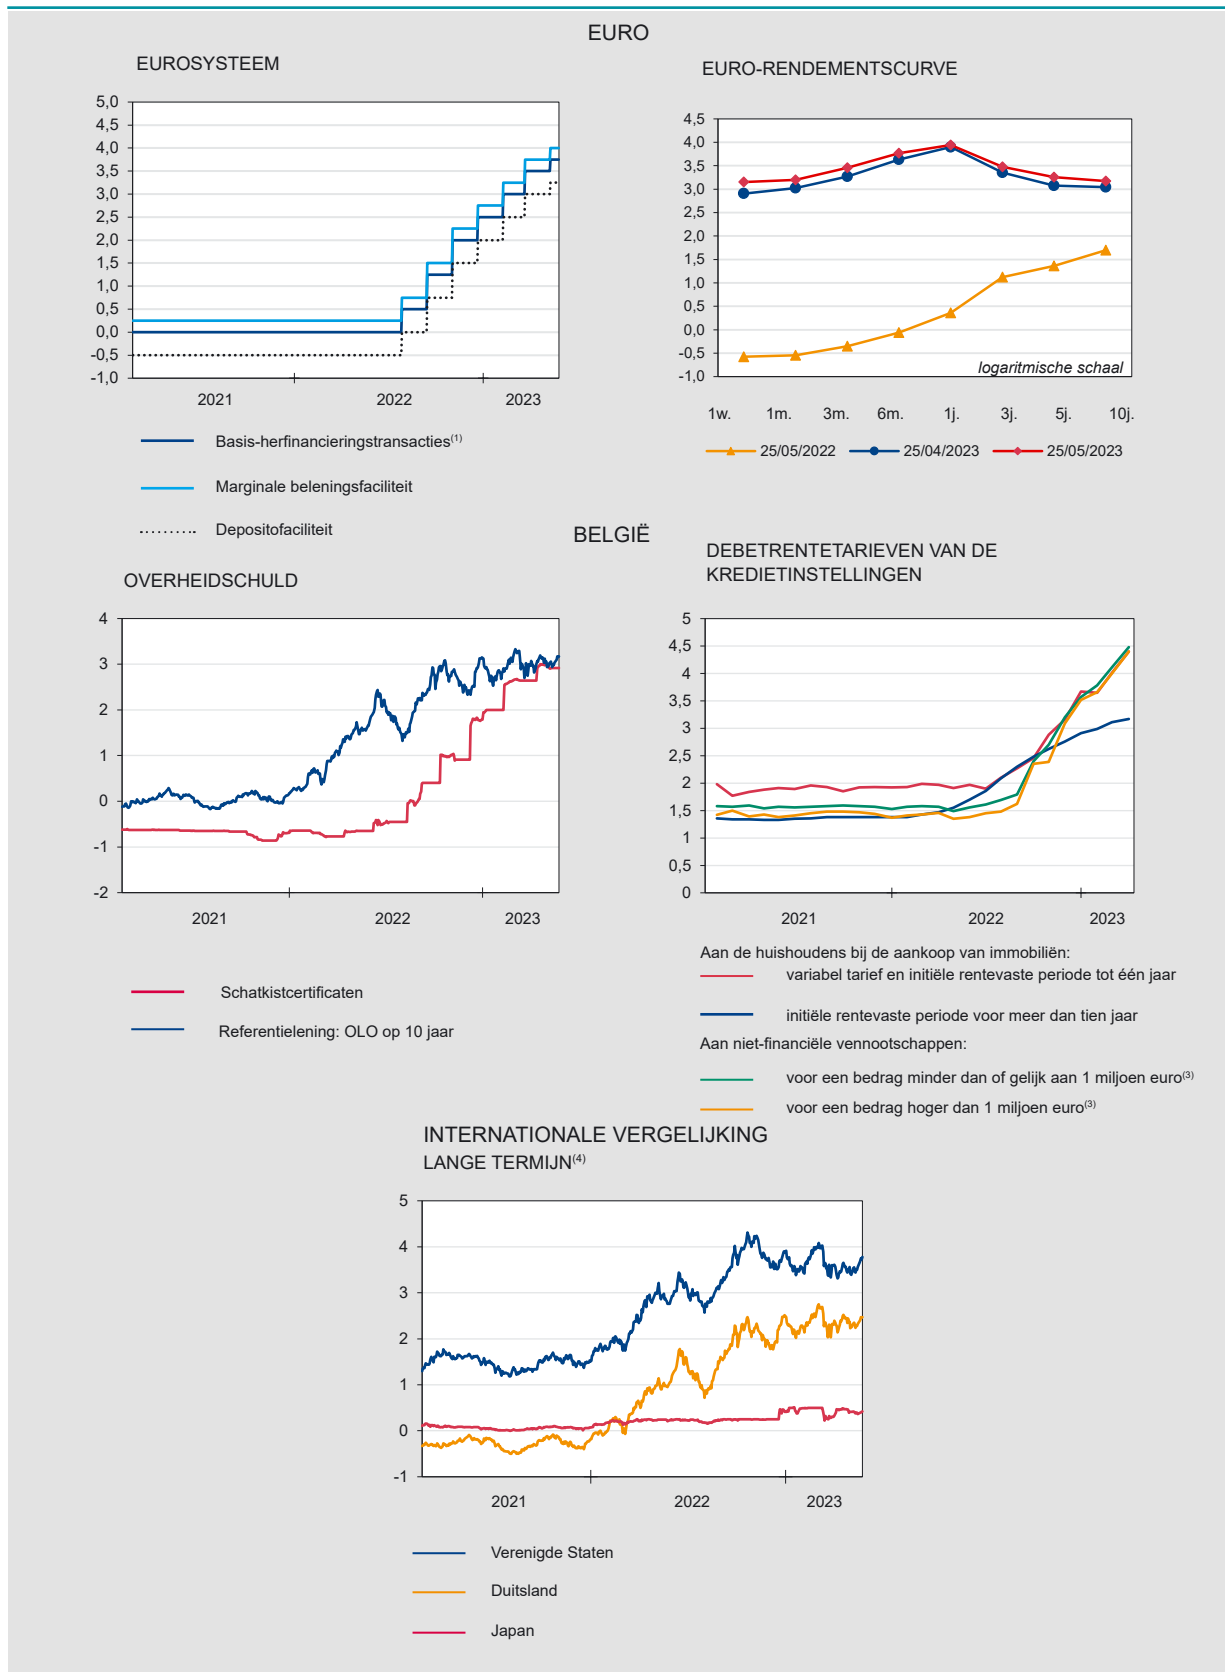 EURO
EUROSYSTEEM
5,0
4,5
4,0
3,5
3,0
2,5
2,0
1,5
1,0
0,5
0,0
-0,5
-1,0
2021 2022 2023
Basis-herfinancieringstransacties(1)
Marginale beleningsfaciliteit
Depositofaciliteit
EURO-RENDEMENTSCURVE
4,5
4,0
3,5
3,0
2,5
2,0
1,5
1,0
0,5
0,0
-0,5
-1,0
logaritmische schaal
1w. 1m. 3m. 6m. 1j. 3j. 5j. 10j.
25/05/2022 25/04/2023 25/05/2023
BELGIË
OVERHEIDSCHULD
4
3
2
1
0
-1
-2
2021 2022 2023
Schatkistcertificaten
Referentielening: OLO op 10 jaar
DEBETRENTETARIEVEN VAN DE
KREDIETINSTELLINGEN
5
4,5
4
3,5
3
2,5
2
1,5
1
0,5
0
2021 2022 2023
Aan de huishoudens bij de aankoop van immobiliën:
variabel tarief en initiële rentevaste periode tot één jaar
initiële rentevaste periode voor meer dan tien jaar
Aan niet-financiële vennootschappen:
voor een bedrag minder dan of gelijk aan 1 miljoen euro(3)
voor een bedrag hoger dan 1 miljoen euro(3)
INTERNATIONALE VERGELIJKING
LANGE TERMIJN(4)
5
4
3
2
1
0
-1
2021 2022 2023
Verenigde Staten
Duitsland
Japan